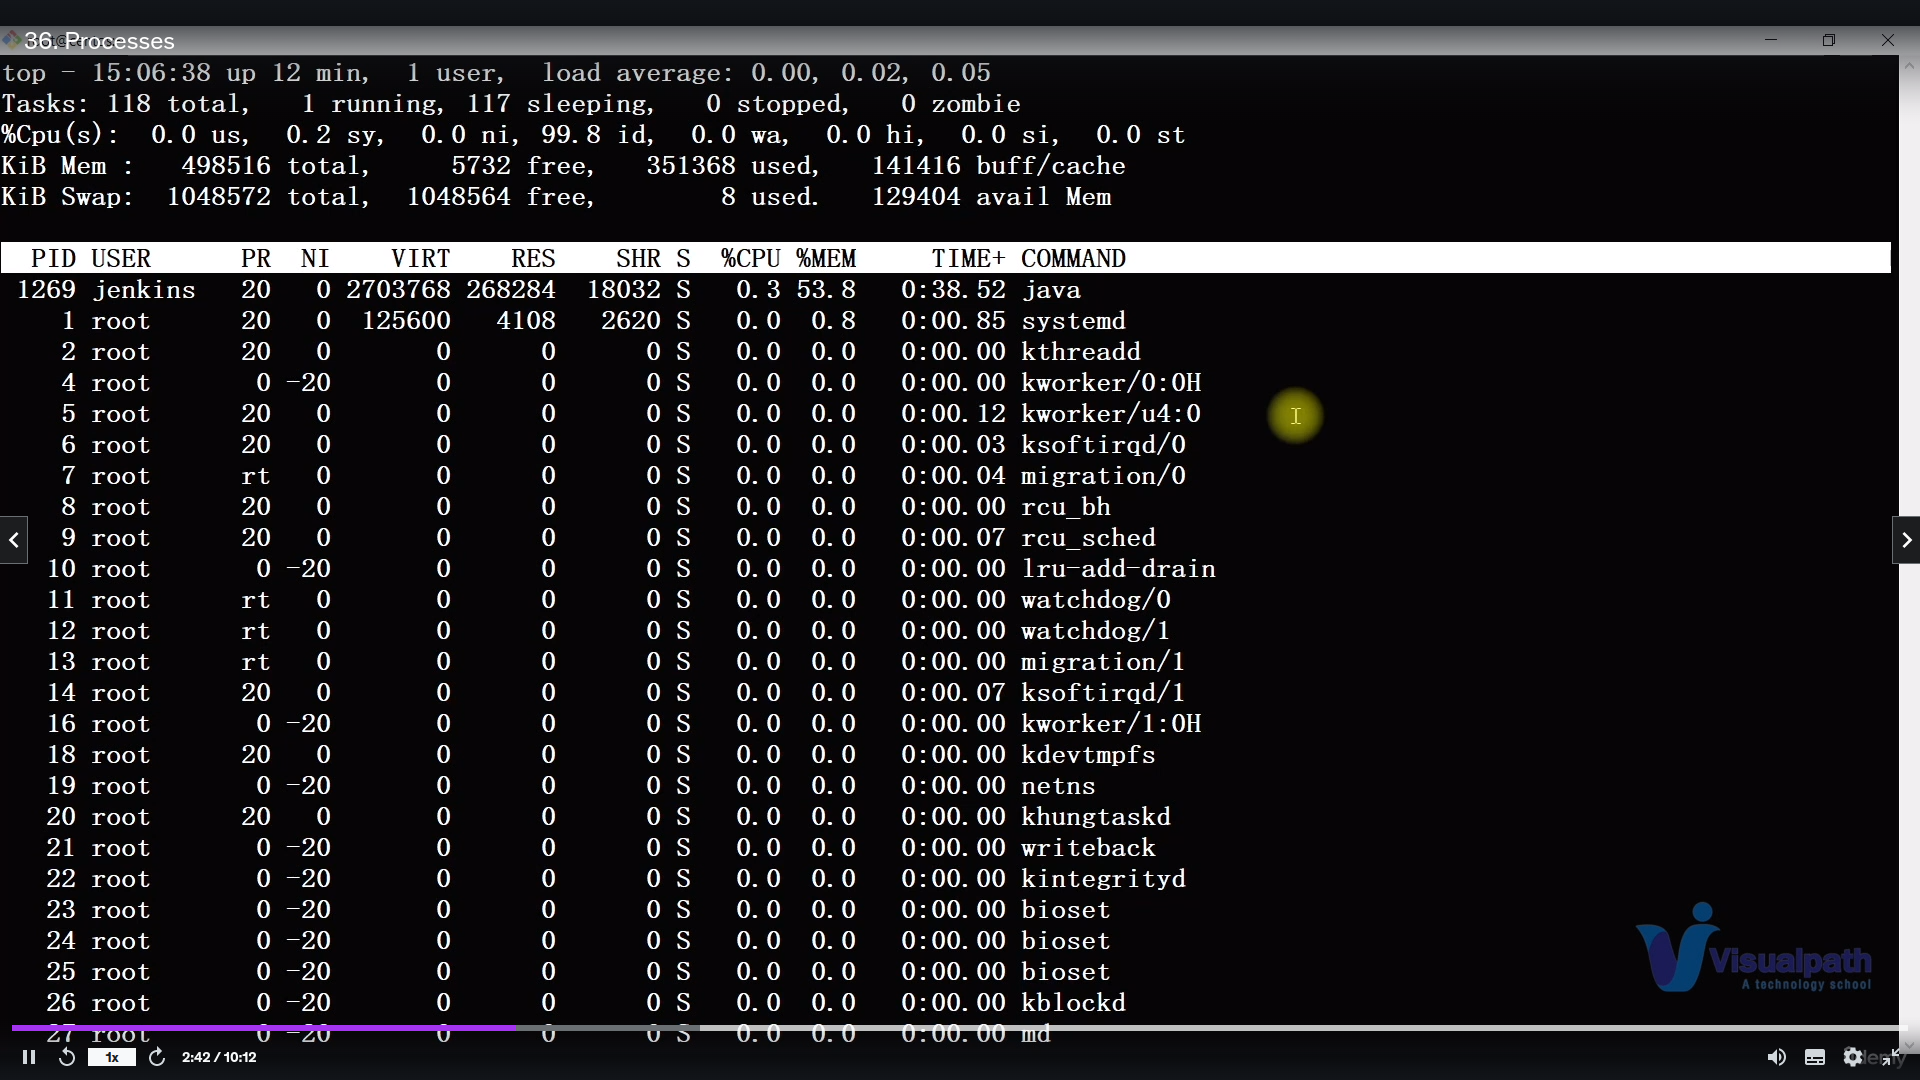 36. Processes
top - 15:06:38 up 12 min,  1 user,  load average: 0.00, 0.02, 0.05
Tasks: 118 total,   1 running, 117 sleeping,   0 stopped,   0 zombie
%Cpu(s):  0.0 us,  0.2 sy,  0.0 ni, 99.8 id,  0.0 wa,  0.0 hi,  0.0 si,  0.0 st
KiB Mem :   498516 total,     5732 free,   351368 used,   141416 buff/cache
KiB Swap:  1048572 total,  1048564 free,        8 used.   129404 avail Mem
PID USER      PR  NI    VIRT    RES    SHR S  %CPU %MEM     TIME+ COMMAND
1269 jenkins   20   0 2703768 268284  18032 S   0.3 53.8   0:38.52 java
1 root      20   0  125600   4108   2620 S   0.0  0.8   0:00.85 systemd
2 root      20   0       0      0      0 S   0.0  0.0   0:00.00 kthreadd
4 root       0 -20       0      0      0 S   0.0  0.0   0:00.00 kworker/0:0H
5 root      20   0       0      0      0 S   0.0  0.0   0:00.12 kworker/u4:0
6 root      20   0       0      0      0 S   0.0  0.0   0:00.03 ksoftirqd/0
7 root      rt   0       0      0      0 S   0.0  0.0   0:00.04 migration/0
8 root      20   0       0      0      0 S   0.0  0.0   0:00.00 rcu_bh
9 root      20   0       0      0      0 S   0.0  0.0   0:00.07 rcu_sched
10 root       0 -20       0      0      0 S   0.0  0.0   0:00.00 lru-add-drain
11 root      rt   0       0      0      0 S   0.0  0.0   0:00.00 watchdog/0
12 root      rt   0       0      0      0 S   0.0  0.0   0:00.00 watchdog/1
13 root      rt   0       0      0      0 S   0.0  0.0   0:00.00 migration/1
14 root      20   0       0      0      0 S   0.0  0.0   0:00.07 ksoftirqd/1
16 root       0 -20       0      0      0 S   0.0  0.0   0:00.00 kworker/1:0H
18 root      20   0       0      0      0 S   0.0  0.0   0:00.00 kdevtmpfs
19 root       0 -20       0      0      0 S   0.0  0.0   0:00.00 netns
20 root      20   0       0      0      0 S   0.0  0.0   0:00.00 khungtaskd
21 root       0 -20       0      0      0 S   0.0  0.0   0:00.00 writeback
22 root       0 -20       0      0      0 S   0.0  0.0   0:00.00 kintegrityd
23 root       0 -20       0      0      0 S   0.0  0.0   0:00.00 bioset
24 root       0 -20       0      0      0 S   0.0  0.0   0:00.00 bioset
25 root       0 -20       0      0      0 S   0.0  0.0   0:00.00 bioset
26 root       0 -20       0      0      0 S   0.0  0.0   0:00.00 kblockd
27 root       0 -20       0      0      0 S   0.0  0.0   0:00.00 md
Visualpath
A technology school
1x
2:42 / 10:12